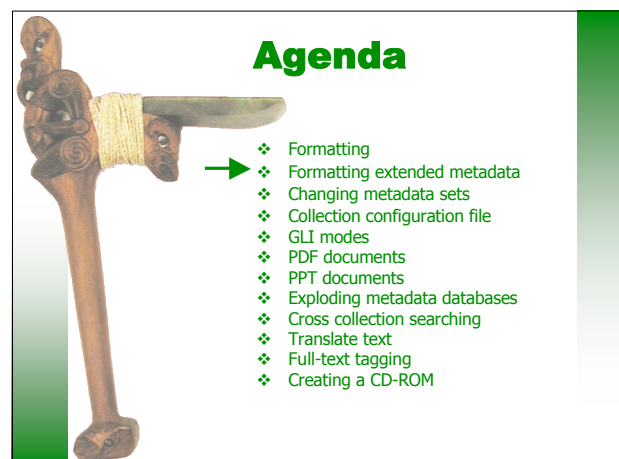 Agenda
Formatting
Formatting extended metadata
Changing metadata sets
Collection configuration file
GLI modes
PDF documents
PPT documents
Exploding metadata databases
Cross collection searching
Translate text
Full-text tagging
Creating a CD-ROM